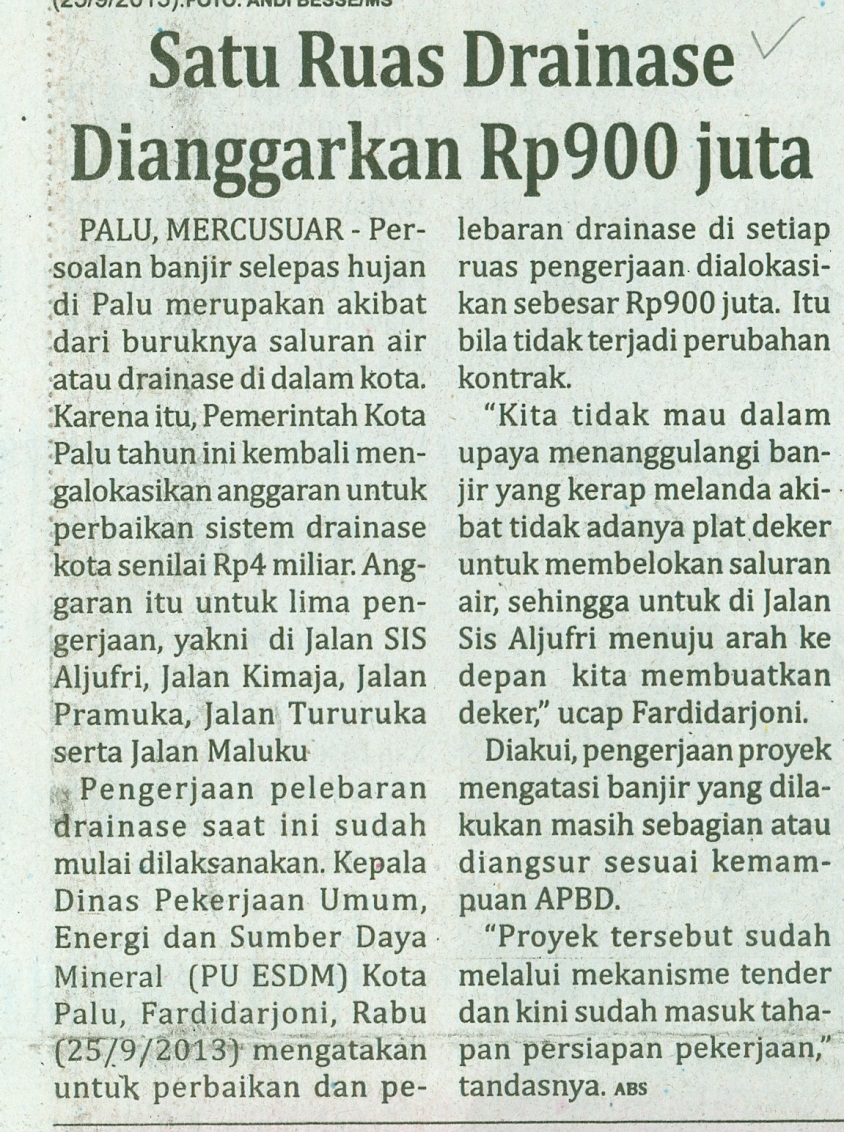 (25/9/2013).FOTO: ANDI BESSE/MS
Satu Ruas Drainase
Dianggarkan Rp900 juta
PALU, MERCUSUAR - Per-
soalan banjir selepas hujan
di Palu merupakan akibat
dari buruknya saluran air
atau drainase di dalam kota.
Karena itu, Pemerintah Kota
Palu tahun ini kembali men-
galokasikan anggaran untuk
perbaikan sistem drainase
kota senilai Rp4 miliar. Ang-
garan itu untuk lima pen-
gerjaan, yakni di Jalan SIS
Aljufri, Jalan Kimaja, Jalan
Pramuka, Jalan Tururuka
serta Jalan Maluku
Pengerjaan pelebaran
drainase saat ini sudah
mulai dilaksanakan. Kepala
Dinas Pekerjaan Umum,
Energi dan Sumber Daya
Mineral (PU ESDM) Kota
Palu, Fardidarjoni, Rabu
(25/9/2013) mengatakan
untuk perbaikan dan pe-
lebaran drainase di setiap
ruas pengerjaan dialokasi-
kan sebesar Rp900 juta. Itu
bila tidak terjadi perubahan
kontrak.
“Kita tidak mau dalam
upaya menanggulangi ban-
jir yang kerap melanda aki-
bat tidak adanya plat deker
untuk membelokan saluran
air, sehingga untuk di Jalan
Sis Aljufri menuju arah ke
depan kita membuatkan
deker,” ucap Fardidarjoni.
Diakui, pengerjaan proyek
mengatasi banjir yang dila-
kukan masih sebagian atau
diangsur sesuai kemam-
puan APBD.
“Proyek tersebut sudah
melalui mekanisme tender
dan kini sudah masuk taha-
pan persiapan pekerjaan,”
tandasnya. ABS